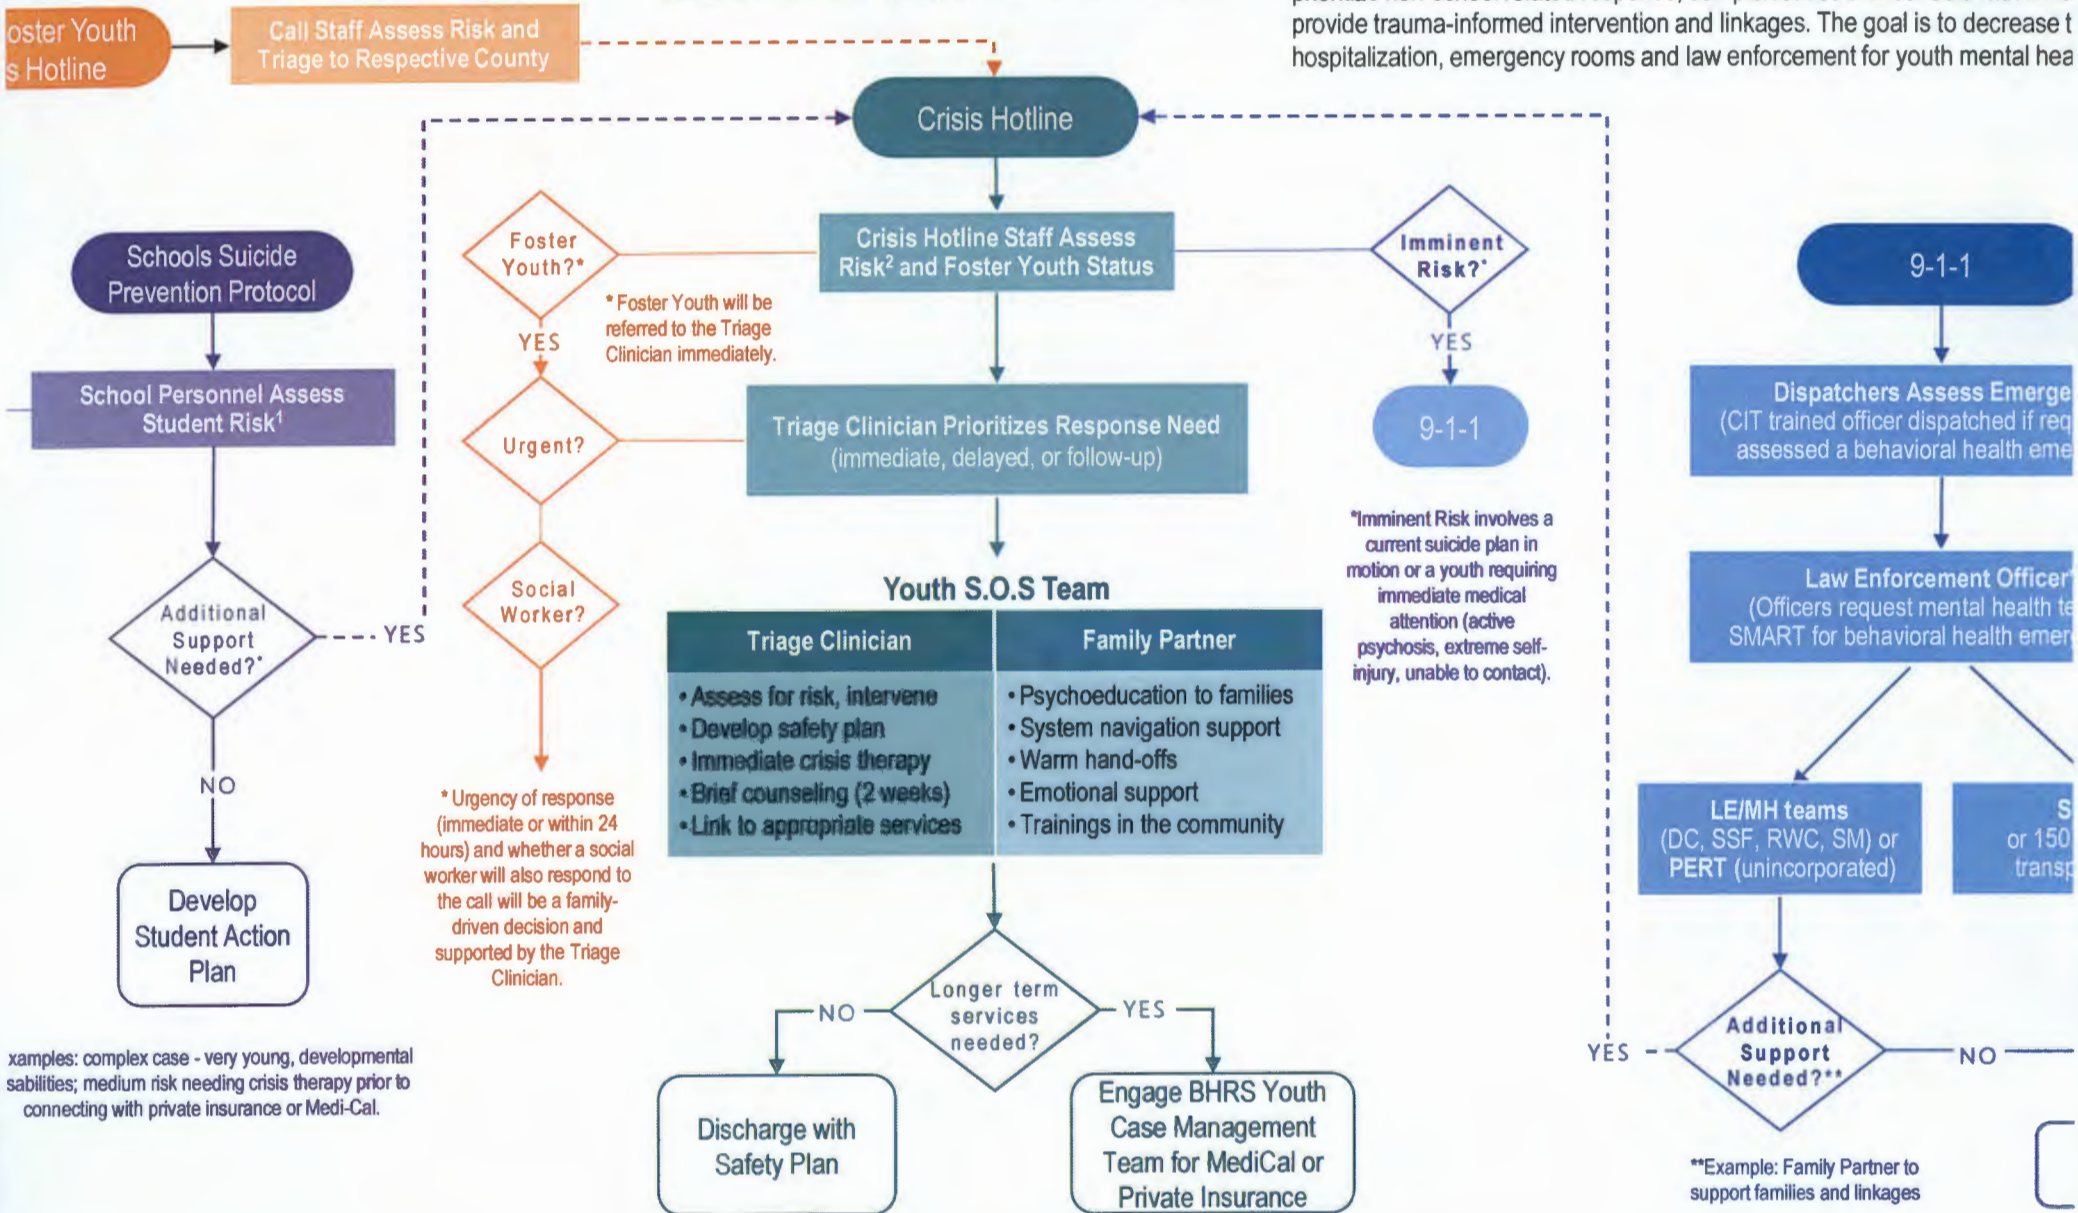 provide trauma-informed intervention and linkages. The goal is to decrease t
hospitalization, emergency rooms and law enforcement for youth mental hea
oster Youth
s Hotline
Call Staff Assess Risk and
Triage to Respective County
Crisis Hotline
Schools Suicide
Prevention Protocol
School Personnel Assess
Student Risk¹
Additional
Support
Needed?*
YES
NO
Develop
Student Action
Plan
xamples: complex case - very young, developmental
sabilities; medium risk needing crisis therapy prior to
connecting with private insurance or Medi-Cal.
Foster
Youth?*
* Foster Youth will be
referred to the Triage
Clinician immediately.
YES
Urgent?
Social
Worker?
* Urgency of response
(immediate or within 24
hours) and whether a social
worker will also respond to
the call will be a family-
driven decision and
supported by the Triage
Clinician.
Crisis Hotline Staff Assess
Risk² and Foster Youth Status
Triage Clinician Prioritizes Response Need
(immediate, delayed, or follow-up)
Youth S.O.S Team
Triage Clinician
• Assess for risk, intervene
• Develop safety plan
• Immediate crisis therapy
• Brief counseling (2 weeks)
• Link to appropriate services
Family Partner
• Psychoeducation to families
• System navigation support
• Warm hand-offs
• Emotional support
• Trainings in the community
Longer term
services
needed?
NO
YES
Discharge with
Safety Plan
Engage BHRS Youth
Case Management
Team for MediCal or
Private Insurance
Imminent
Risk?*
YES
9-1-1
*Imminent Risk involves a
current suicide plan in
motion or a youth requiring
immediate medical
attention (active
psychosis, extreme self-
injury, unable to contact).
9-1-1
Dispatchers Assess Emerge
(CIT trained officer dispatched if req
assessed a behavioral health eme
Law Enforcement Officer*
(Officers request mental health te
SMART for behavioral health emer
LE/MH teams
(DC, SSF, RWC, SM) or
PERT (unincorporated)
S
or 150
transp
Additional
Support
Needed?**
YES
NO
**Example: Family Partner to
support families and linkages